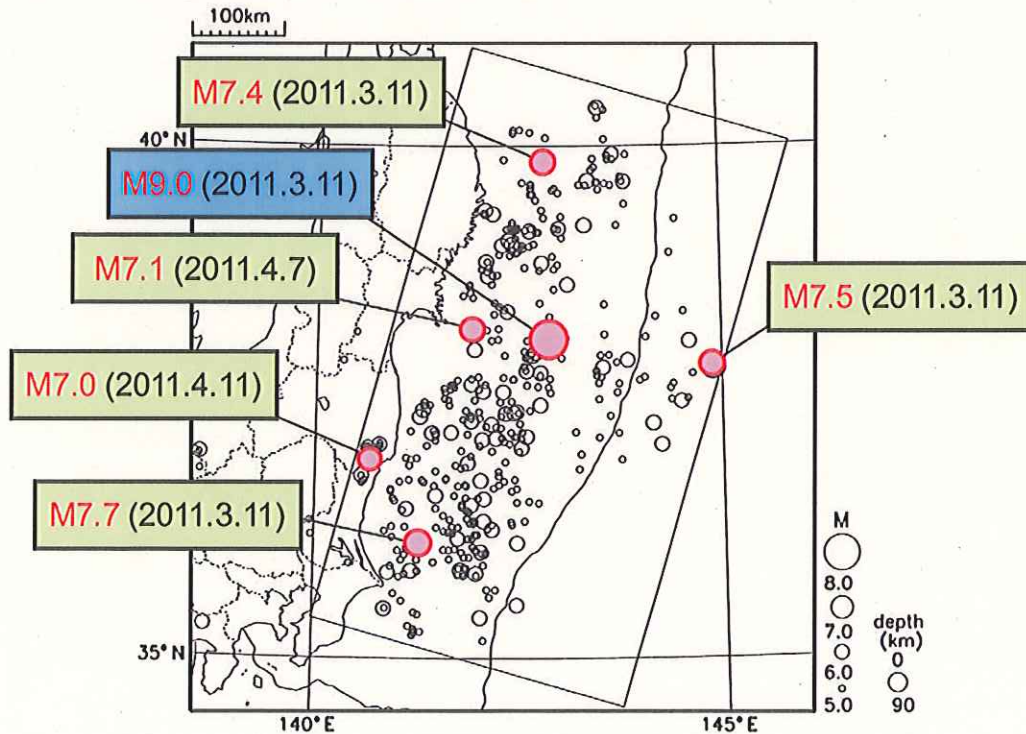 100km
M7.4 (2011.3.11)
40°N
M9.0 (2011.3.11)
M7.1 (2011.4.7)
M7.5 (2011.3.11)
M7.0 (2011.4.11)
M7.7 (2011.3.11)
M
8.0
7.0
6.0
5.0
depth
(km)
0
90
35°N
140°E
145°E